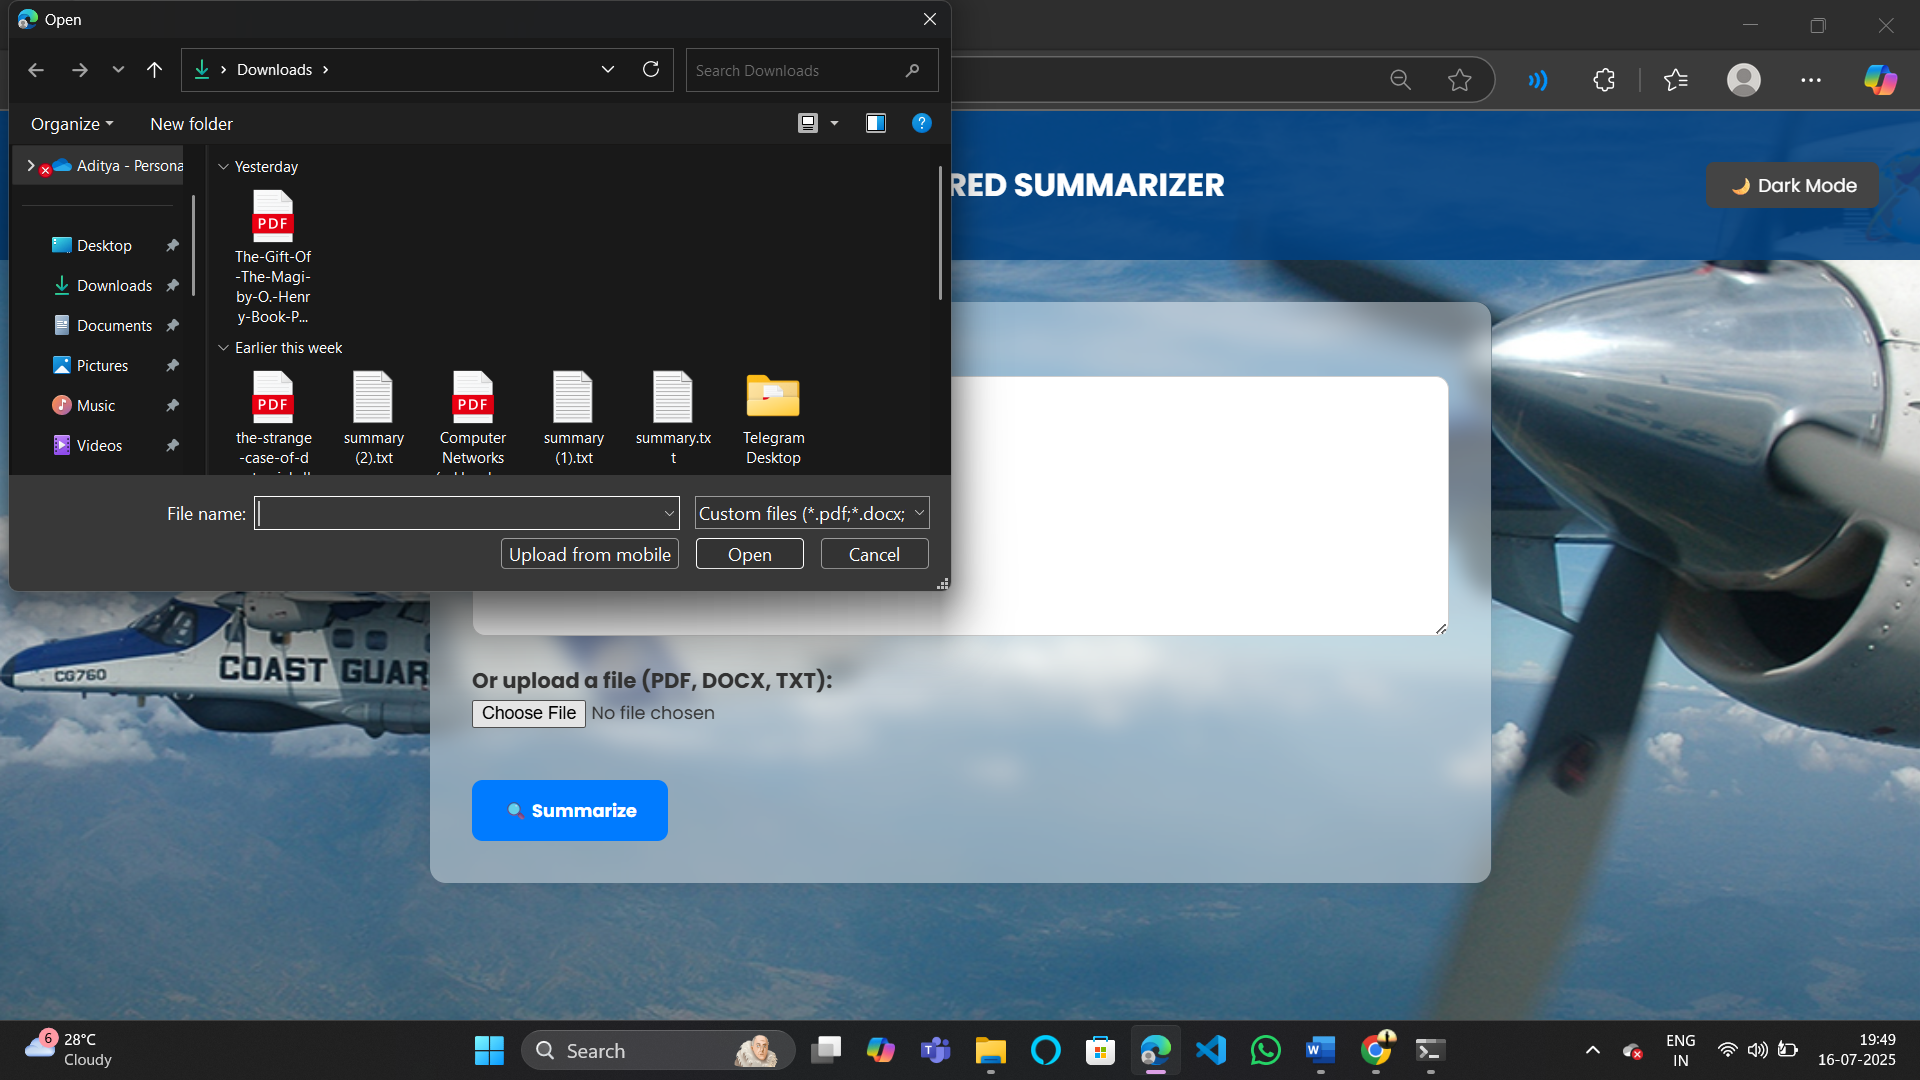 Open
Downloads
Search Downloads
Organize
New folder
Aditya - Persona
Desktop
Downloads
Documents
Pictures
Music
Videos
Yesterday
PDF
The-Gift-Of
-The-Magi-
by-O.-Henr
y-Book-P...
Earlier this week
PDF
the-strange
-case-of-d
summary
(2).txt
PDF
Computer
Networks
summary
(1).txt
summary.tx
t
Telegram
Desktop
File name:
Custom files (*.pdf;*.docx;
Upload from mobile
Open
Cancel
RED SUMMARIZER
Dark Mode
CG760
COAST GUAR
Or upload a file (PDF, DOCX, TXT):
Choose File No file chosen
Summarize
6
28°C
Cloudy
Search
ENG
IN
19:49
16-07-2025